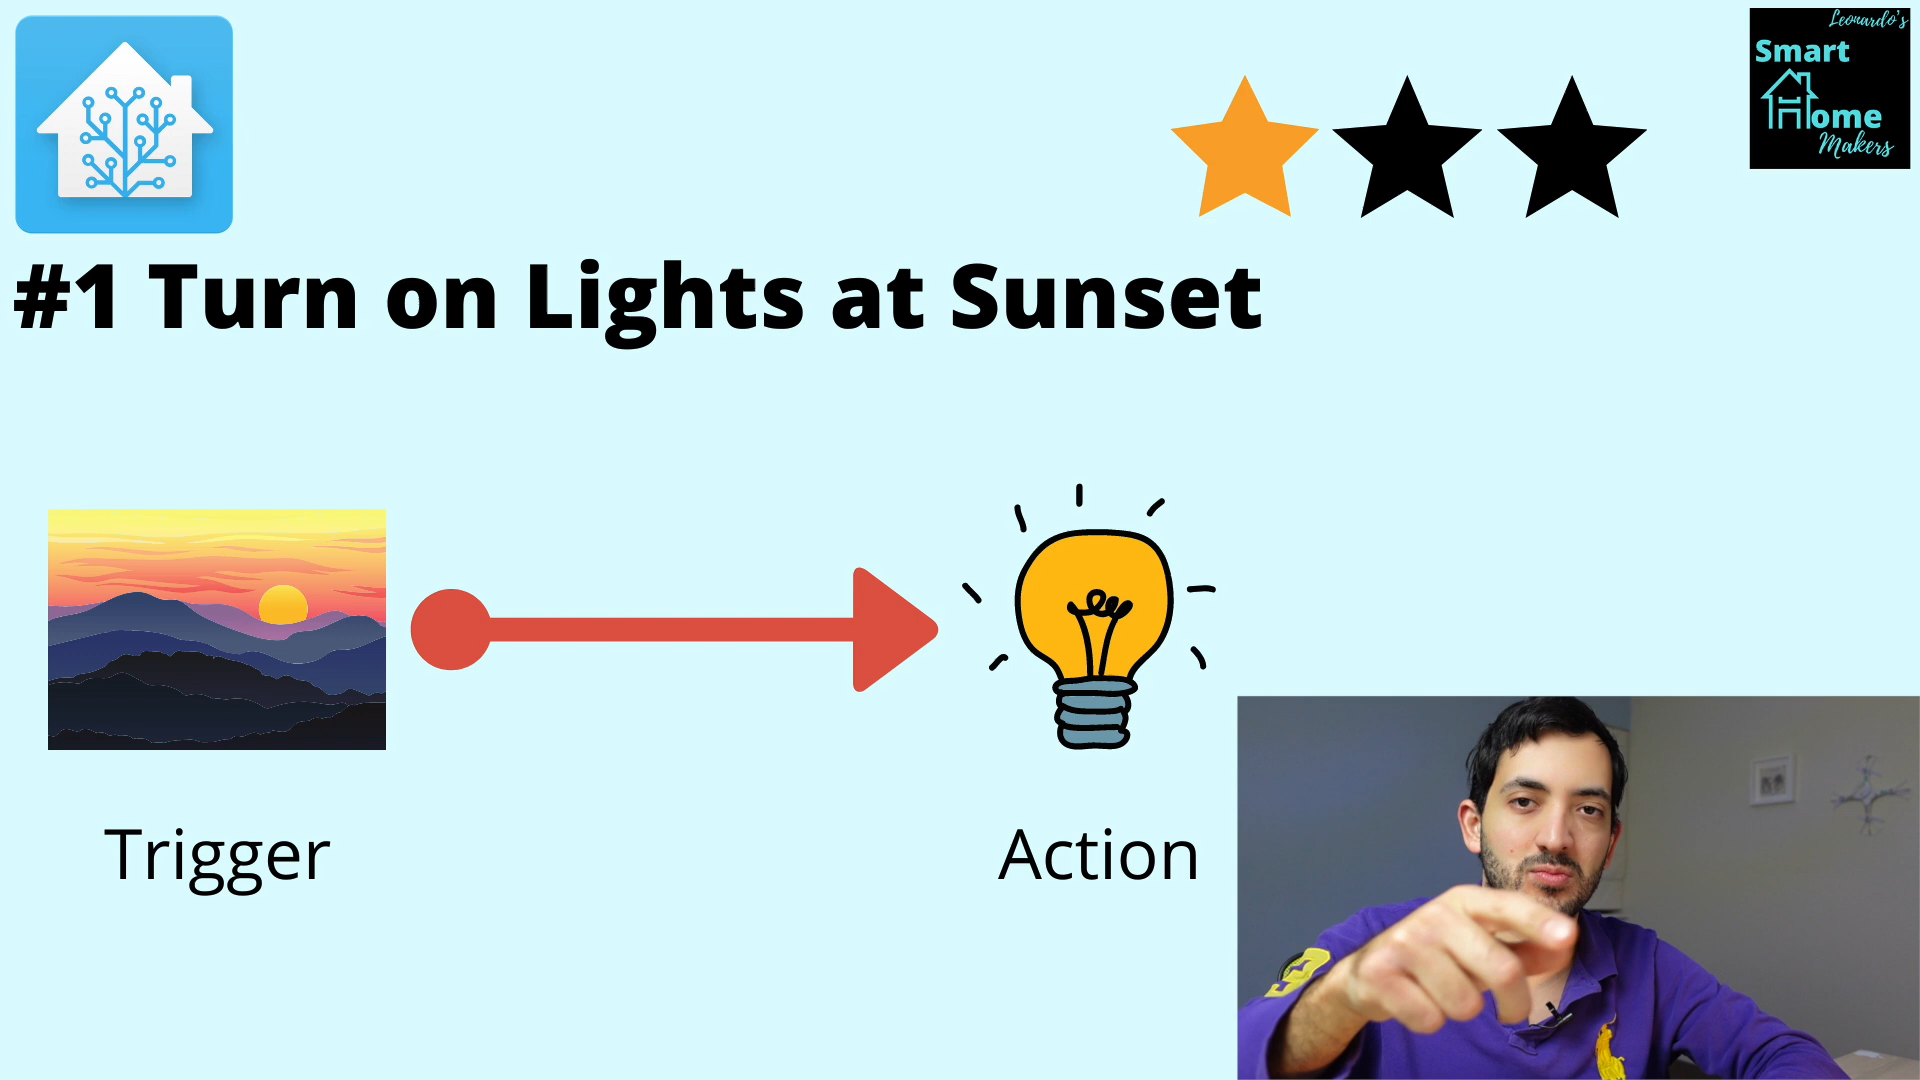 Leonardo's
Smart
Home
Makers
#1 Turn on Lights at Sunset
Trigger
Action